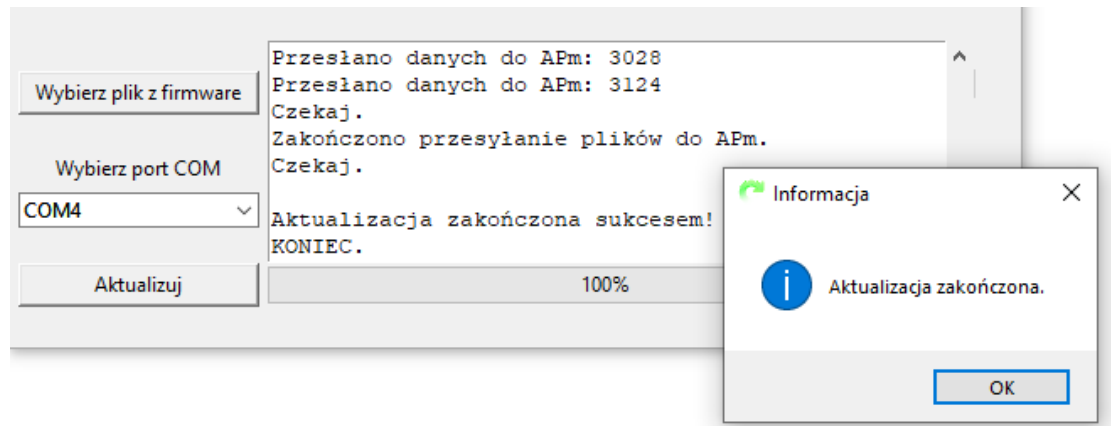 Przesłano danych do APm: 3028
Przesłano danych do APm: 3124
Czekaj.
Zakończono przesyłanie plików do APm.
Czekaj.
Aktualizacja zakończona sukcesem!
KONIEC.
Wybierz plik z firmware
Wybierz port COM
COM4
Aktualizuj
100%
Informacja
Aktualizacja zakończona.
OK